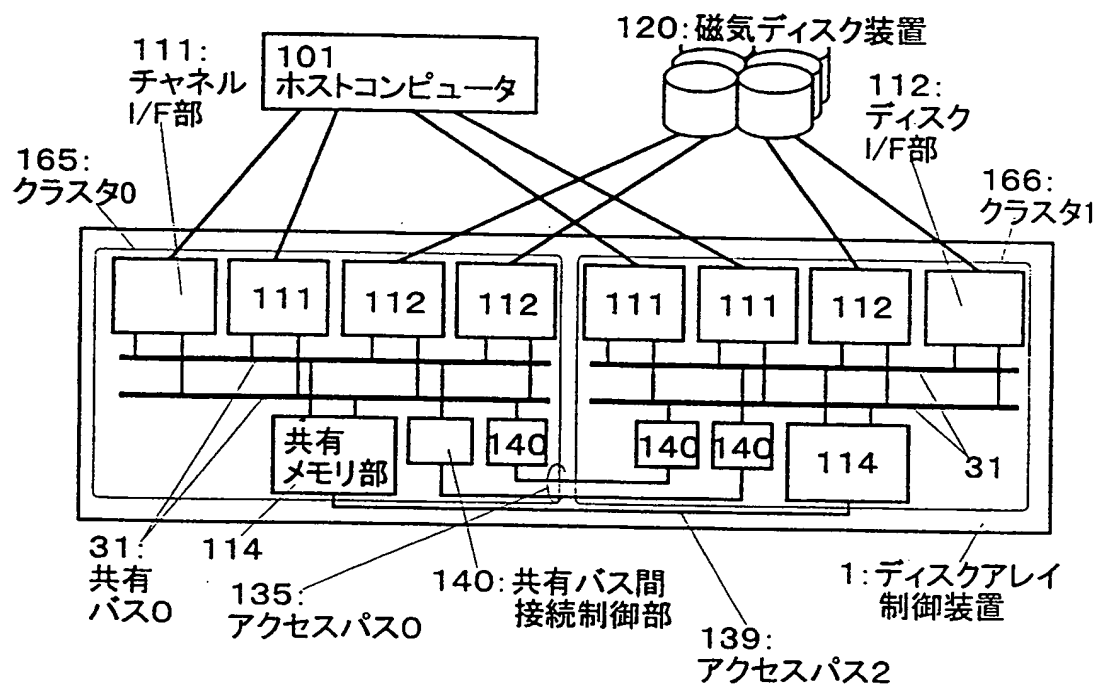 120:磁気ディスク装置
111:
チャネル
I/F部
101
ホストコンピュータ
112:
ディスク
I/F部
165:
クラスタ0
166:
クラスタ1
111
112
112
111
111
112
共有
メモリ部
140
140
140
114
31
31:
共有
バス0
114
135:
アクセスパス0
140:共有バス間
接続制御部
139:
アクセスパス2
1:ディスクアレイ
制御装置